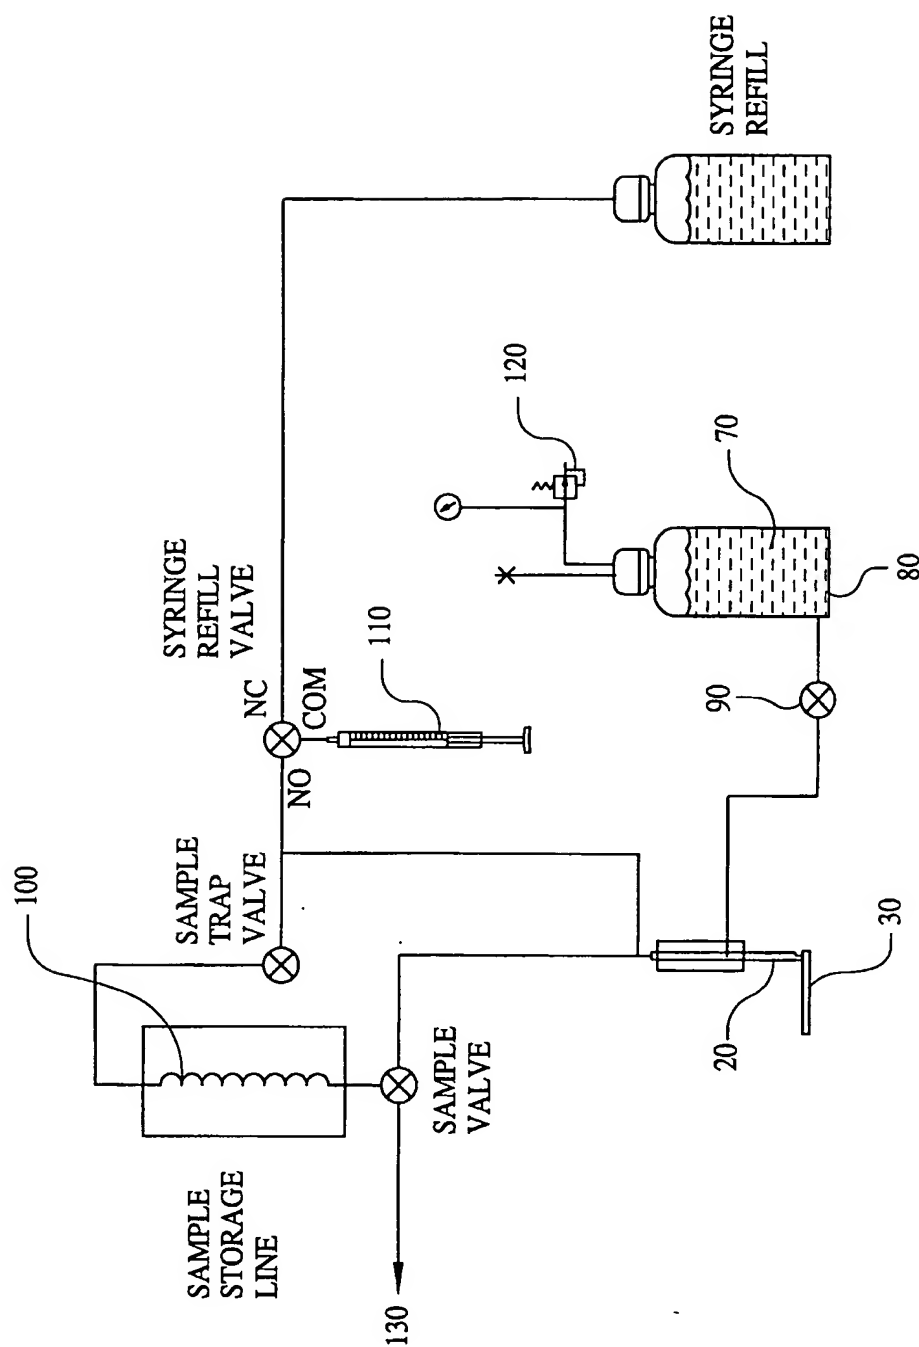 100
SAMPLE
TRAP
VALVE
SYRINGE
REFILL
VALVE
SAMPLE
STORAGE
LINE
NC
NO
COM
110
130
SAMPLE
VALVE
120
20
90
70
SYRINGE
REFILL
30
80